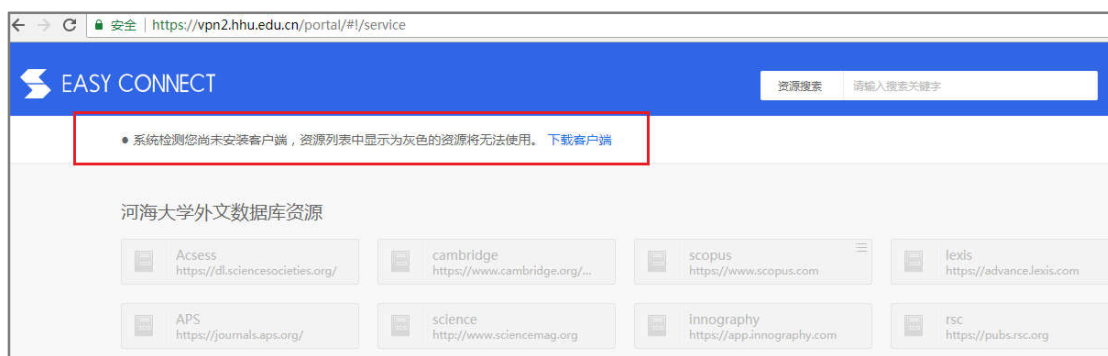 安全 | https://vpn2.hhu.edu.cn/portal/#!/service
EASY CONNECT
资源搜索 请输入搜索关键字
● 系统检测您尚未安装客户端，资源列表中显示为灰色的资源将无法使用。 下载客户端
河海大学外文数据库资源
Acsess
https://dl.sciencesocieties.org/
cambridge
https://www.cambridge.org/...
scopus
https://www.scopus.com
lexis
https://advance.lexis.com
APS
https://journals.aps.org/
science
http://www.sciencemag.org
innography
https://app.innography.com
rsc
https://pubs.rsc.org